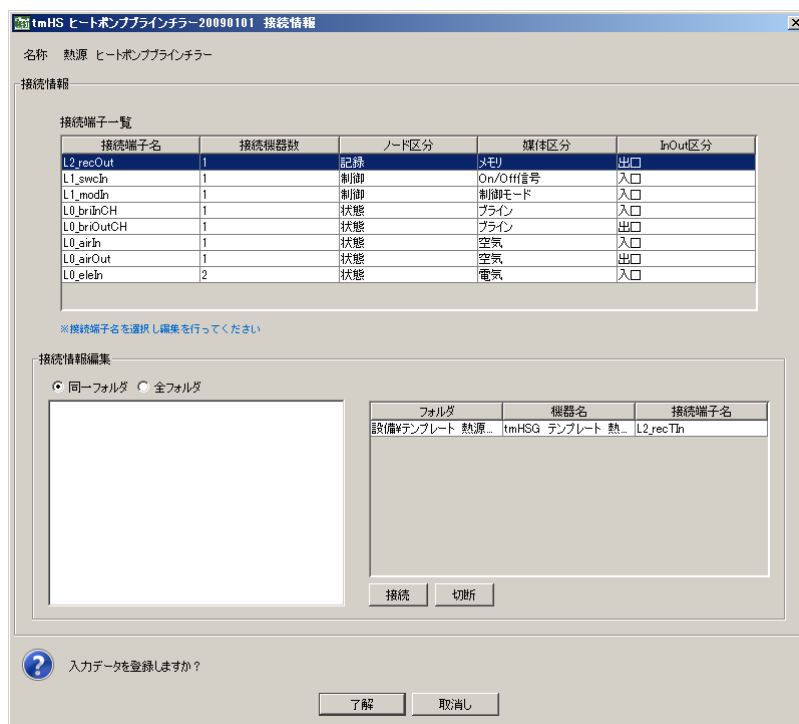 tmHS ヒートポンプブラインチラー20090101 接続情報
名称 熱源 ヒートポンプブラインチラー
接続情報
接続端子一覧
接続端子名 接続機器数 ノード区分 媒体区分 InOut区分
L2_recOut 1 記録 メモリ 出口
L1_swcIn 1 制御 On/Off信号 入口
L1_modIn 1 制御 制御モード 入口
L0_briInCH 1 状態 ブライン 入口
L0_briOutCH 1 状態 ブライン 出口
L0_airIn 1 状態 空気 入口
L0_airOut 1 状態 空気 出口
L0_eleIn 2 状態 電気 入口
※接続端子名を選択し編集を行ってください
接続情報編集
同一フォルダ 全フォルダ
フォルダ 機器名 接続端子名
設備¥テンプレート 熱源... tmHSG テンプレート 熱... L2_recTIn
接続 切断
入力データを登録しますか？
了解 取消し